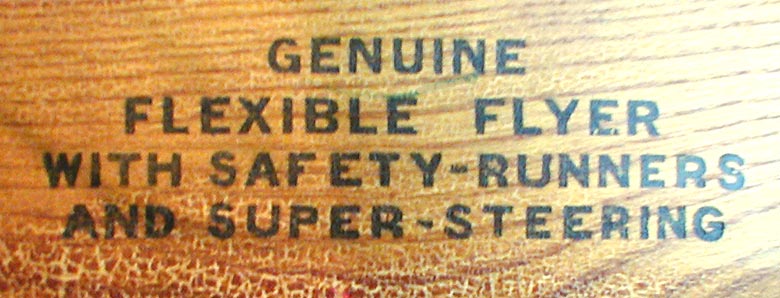 GENUINE
FLEXIBLE FLYER
WITH SAFETY-RUNNERS
AND SUPER-STEERING